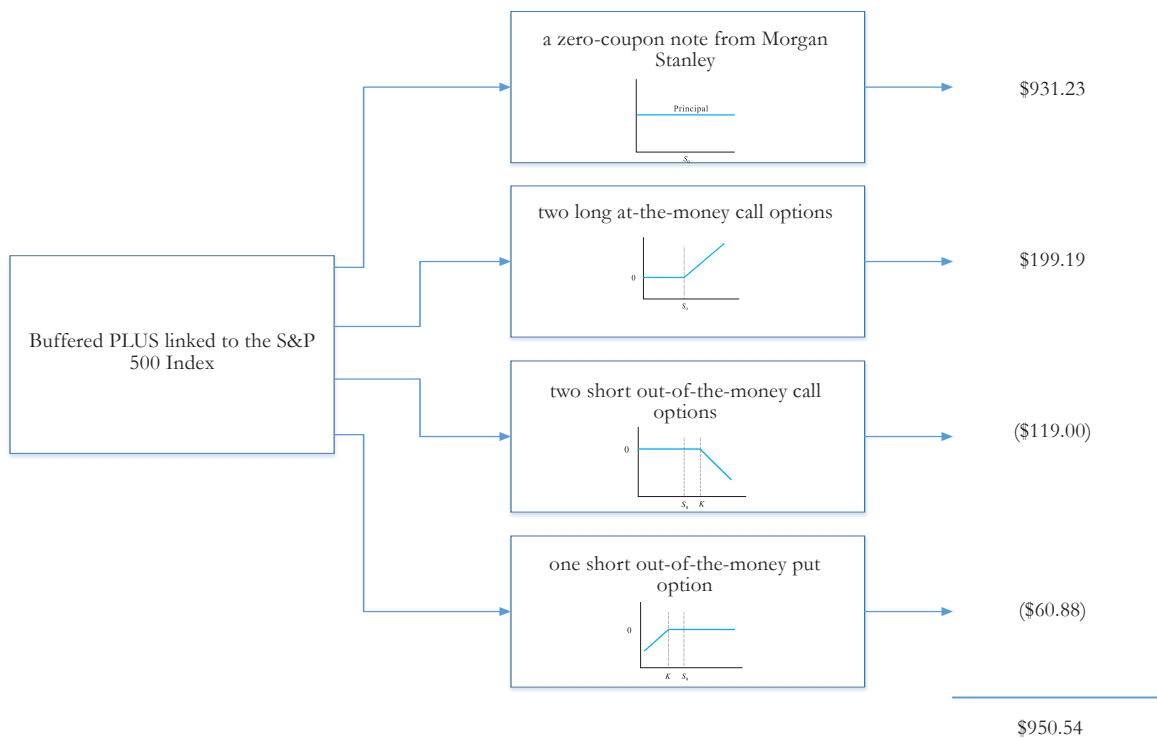 a zero-coupon note from Morgan
Stanley
Principal
S₀
$931.23
two long at-the-money call options
0
S₀
$199.19
Buffered PLUS linked to the S&P
500 Index
two short out-of-the-money call
options
0
S₀ K
($119.00)
one short out-of-the-money put
option
0
K S₀
($60.88)
$950.54